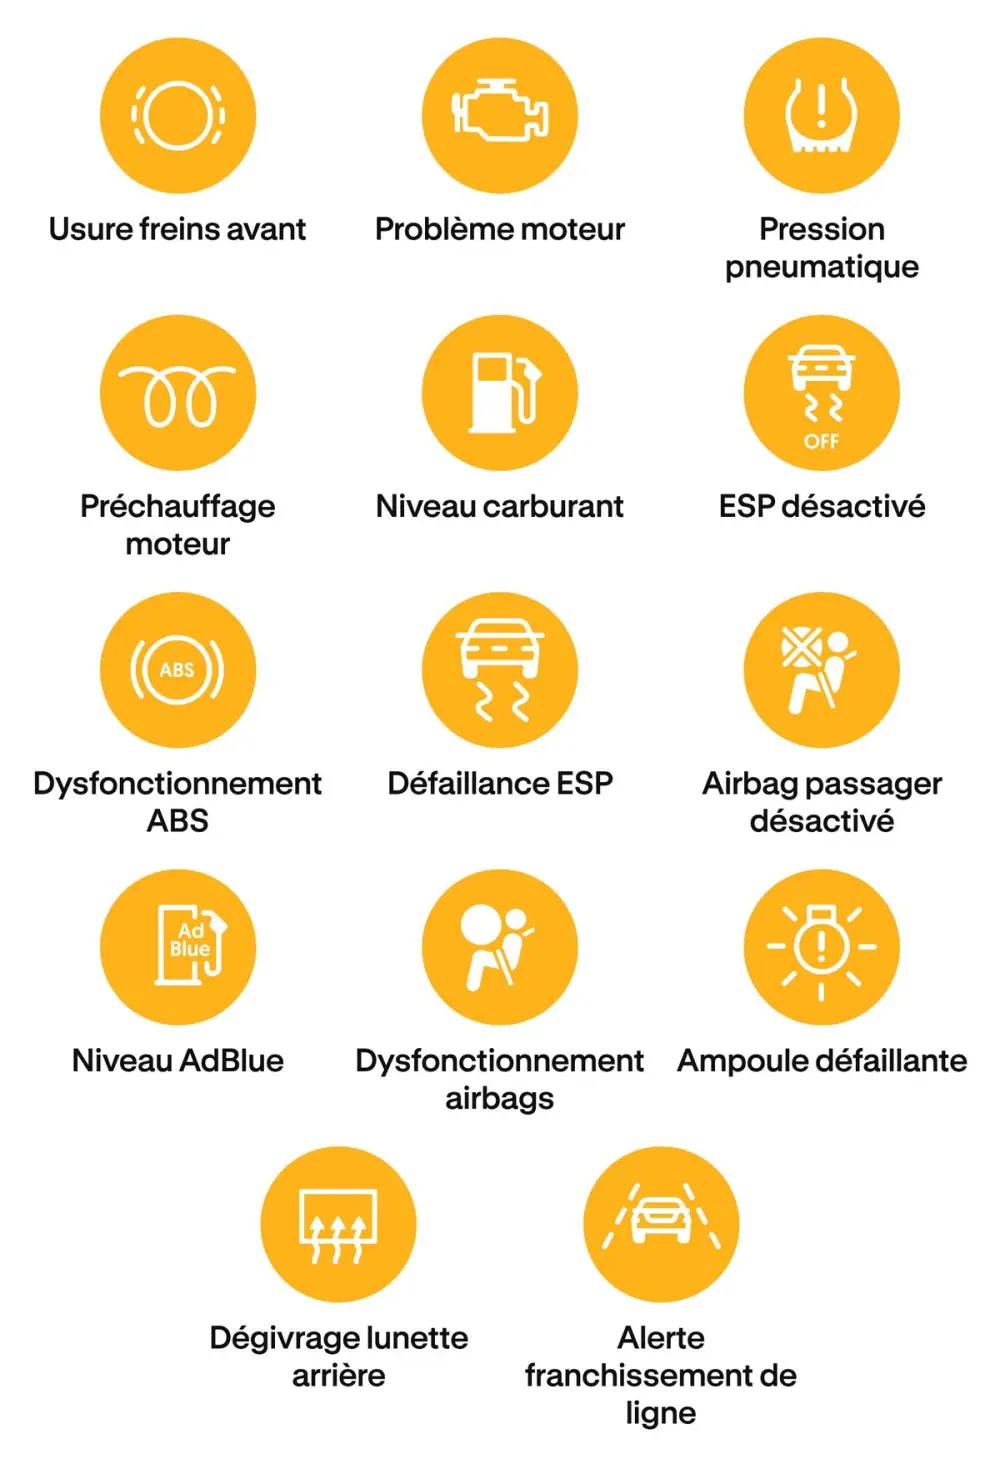 Usure freins avant
Problème moteur
Pression
pneumatique
OFF
Préchauffage
moteur
Niveau carburant
ESP désactivé
ABS
Dysfonctionnement
ABS
Défaillance ESP
Airbag passager
désactivé
Ad
Blue
Niveau AdBlue
Dysfonctionnement
airbags
Ampoule défaillante
Dégivrage lunette
arrière
Alerte
franchissement de
ligne